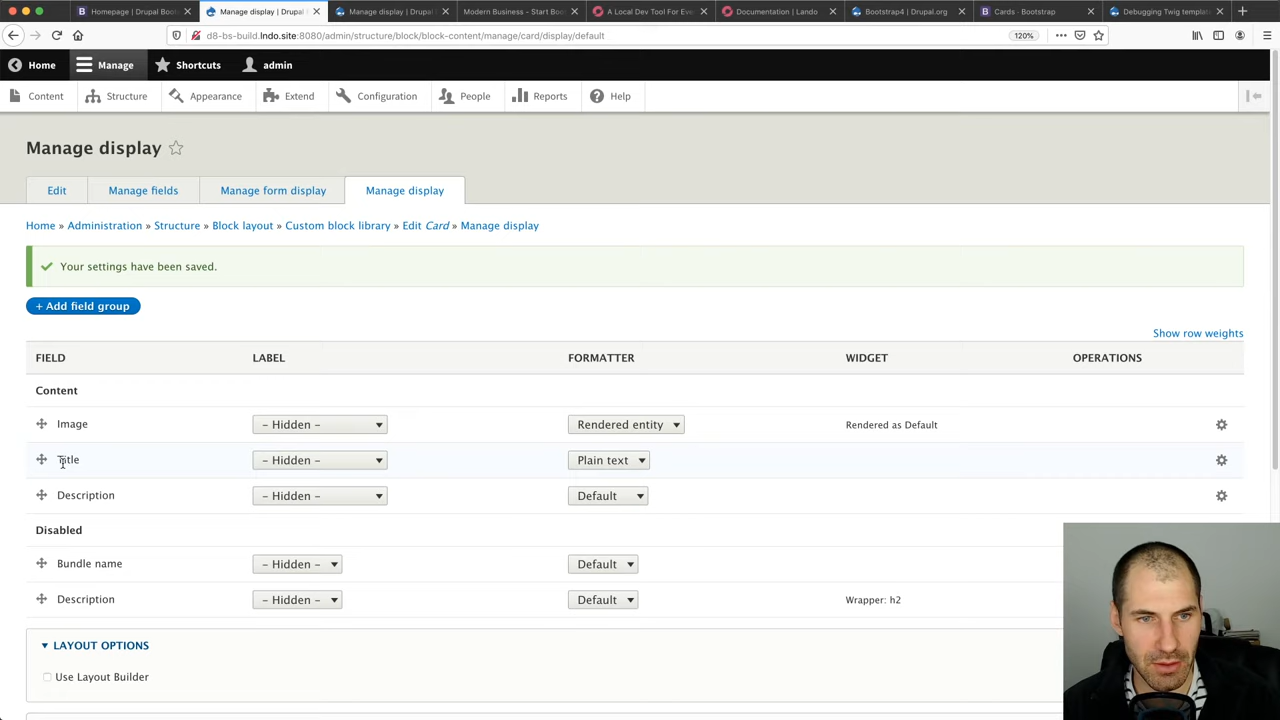 Homepage | Drupal Boots
Manage display | Drupal B
Manage display | Drupal B
Modern Business - Start Boo
A Local Dev Tool For Eve
Documentation | Lando
Bootstrap4 | Drupal.org
Cards · Bootstrap
Debugging Twig templat
d8-bs-build.lndo.site:8080/admin/structure/block/block-content/manage/card/display/default
120%
Home
Manage
Shortcuts
admin
Content
Structure
Appearance
Extend
Configuration
People
Reports
Help
Manage display
Edit
Manage fields
Manage form display
Manage display
Home » Administration » Structure » Block layout » Custom block library » Edit Card » Manage display
Your settings have been saved.
+ Add field group
Show row weights
FIELD LABEL FORMATTER WIDGET OPERATIONS
Content
Image - Hidden - Rendered entity Rendered as Default
Title - Hidden - Plain text
Description - Hidden - Default
Disabled
Bundle name - Hidden - Default
Description - Hidden - Default Wrapper: h2
LAYOUT OPTIONS
Use Layout Builder